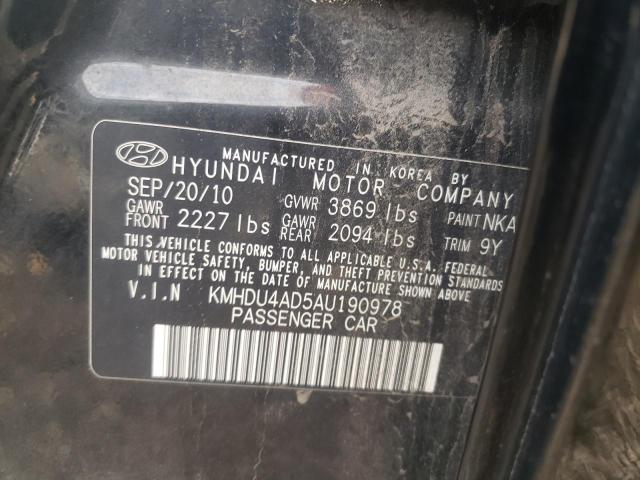 MANUFACTURED IN KOREA BY
HYUNDAI MOTOR COMPANY
SEP/20/10 GVWR 3869 lbs PAINT NKA
GAWR FRONT 2227 lbs GAWR REAR 2094 lbs TRIM 9Y
THIS VEHICLE CONFORMS TO ALL APPLICABLE U.S.A. FEDERAL
MOTOR VEHICLE SAFETY, BUMPER, AND THEFT PREVENTION STANDARDS
IN EFFECT ON THE DATE OF MANUFACTURE SHOWN ABOVE.
V.I.N KMHDU4AD5AU190978
PASSENGER CAR